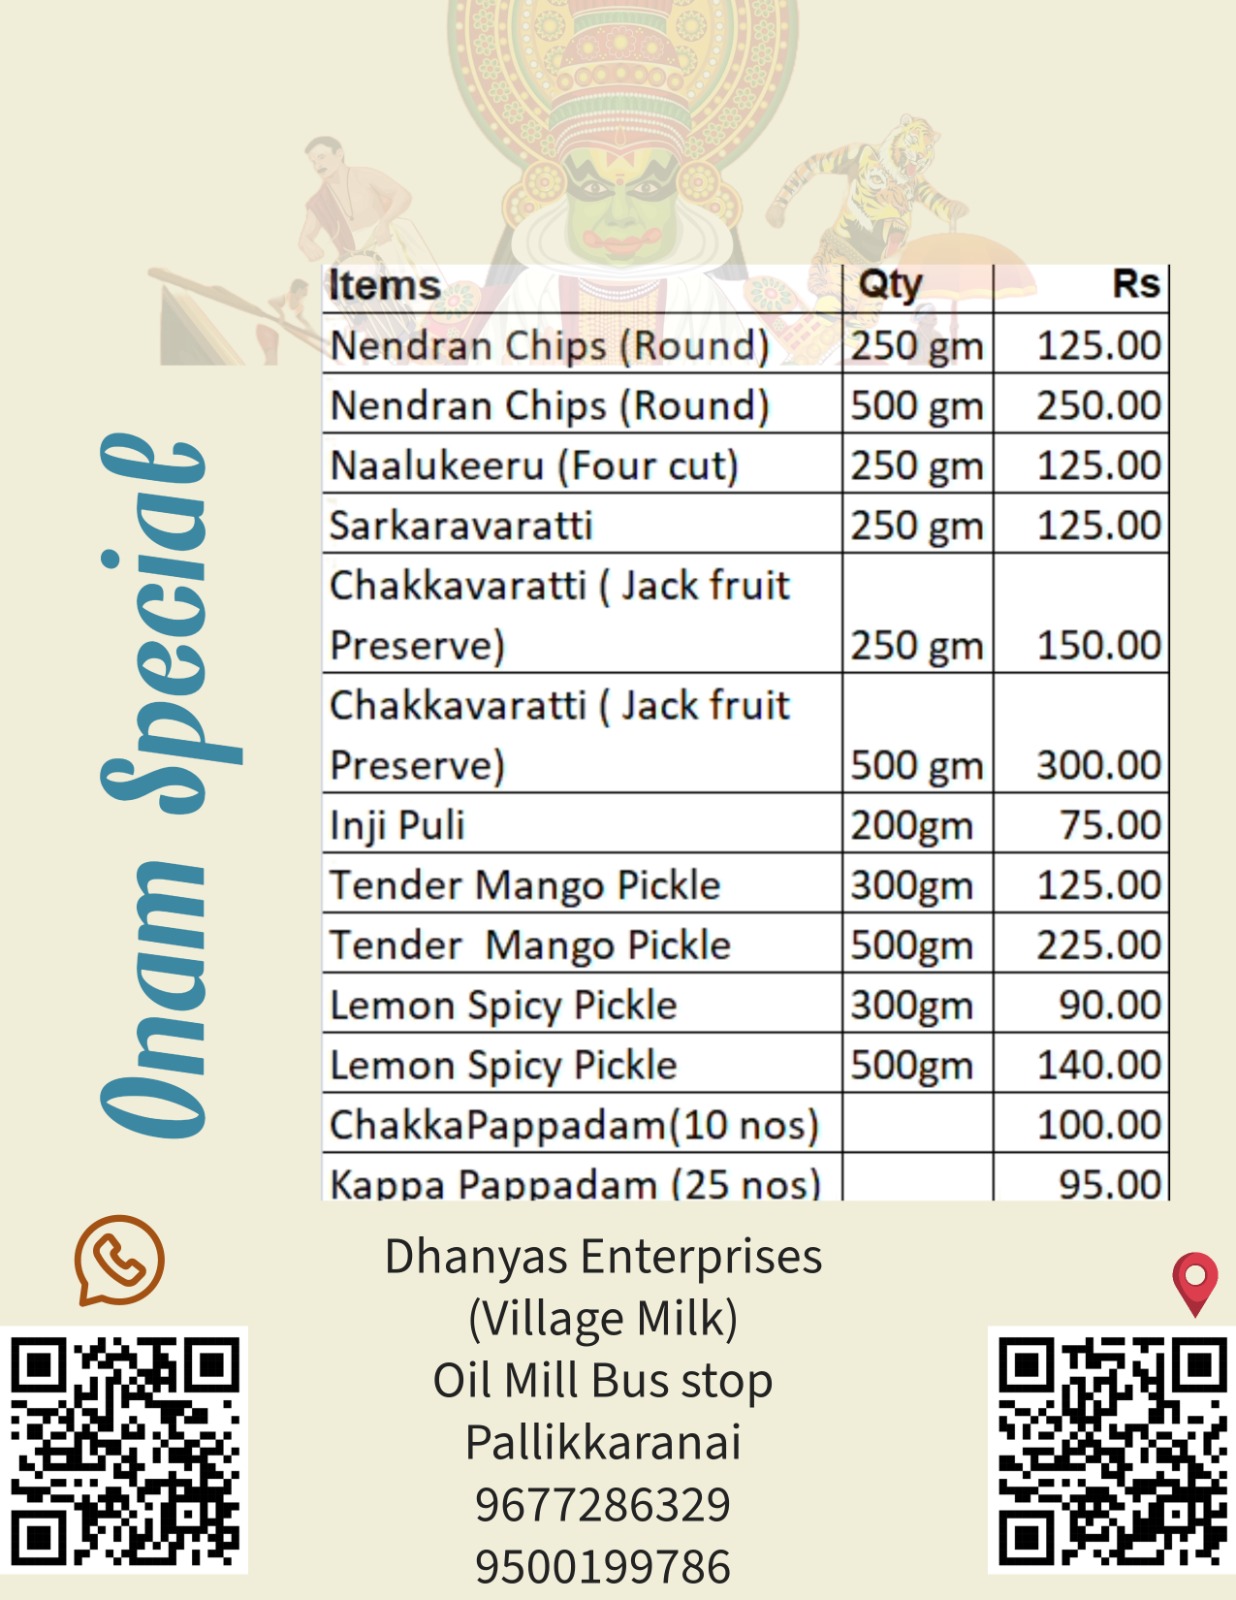 Onam Special
Items Qty Rs
Nendran Chips (Round) 250 gm 125.00
Nendran Chips (Round) 500 gm 250.00
Naalukeeru (Four cut) 250 gm 125.00
Sarkaravaratti 250 gm 125.00
Chakkavaratti ( Jack fruit
Preserve) 250 gm 150.00
Chakkavaratti ( Jack fruit
Preserve) 500 gm 300.00
Inji Puli 200gm 75.00
Tender Mango Pickle 300gm 125.00
Tender  Mango Pickle 500gm 225.00
Lemon Spicy Pickle 300gm 90.00
Lemon Spicy Pickle 500gm 140.00
ChakkaPappadam(10 nos) 100.00
Kappa Pappadam (25 nos) 95.00
Dhanyas Enterprises
(Village Milk)
Oil Mill Bus stop
Pallikkaranai
9677286329
9500199786